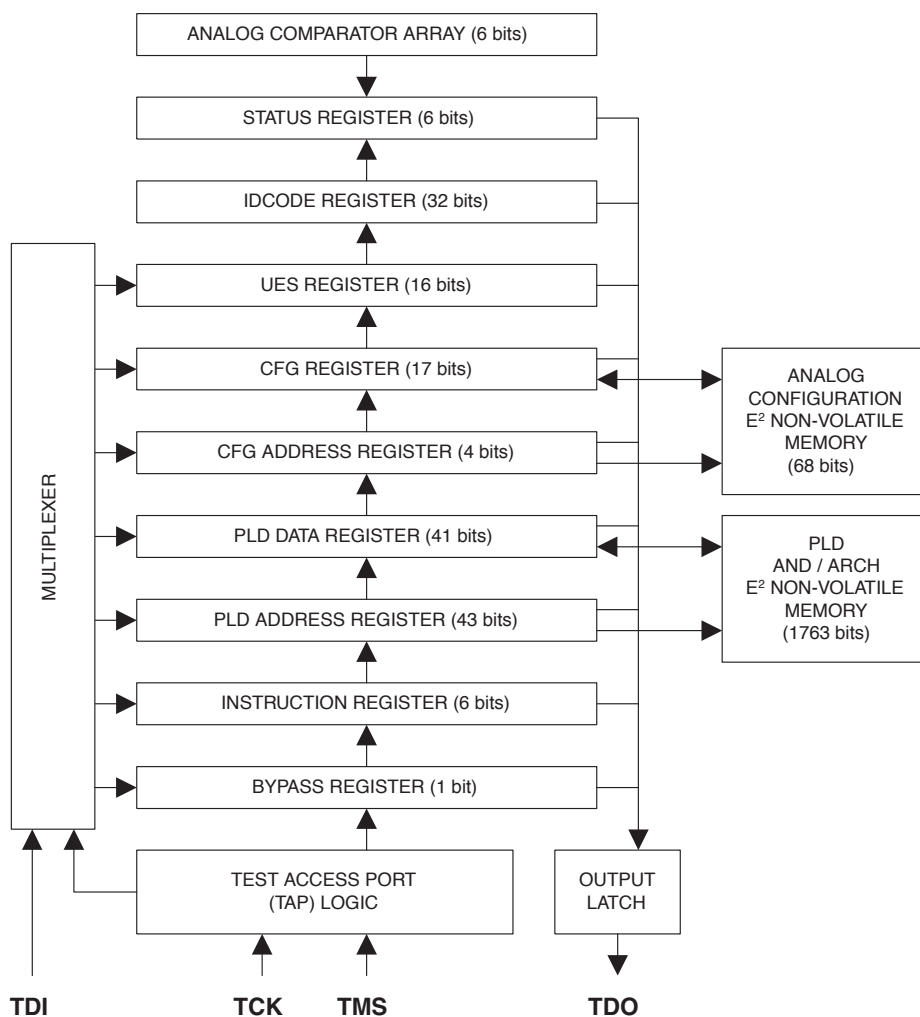 ANALOG COMPARATOR ARRAY (6 bits)
STATUS REGISTER (6 bits)
IDCODE REGISTER (32 bits)
MULTIPLEXER
UES REGISTER (16 bits)
CFG REGISTER (17 bits)
CFG ADDRESS REGISTER (4 bits)
PLD DATA REGISTER (41 bits)
PLD ADDRESS REGISTER (43 bits)
INSTRUCTION REGISTER (6 bits)
BYPASS REGISTER (1 bit)
ANALOG
CONFIGURATION
E² NON-VOLATILE
MEMORY
(68 bits)
PLD
AND / ARCH
E² NON-VOLATILE
MEMORY
(1763 bits)
TEST ACCESS PORT
(TAP) LOGIC
OUTPUT
LATCH
TDI
TCK
TMS
TDO